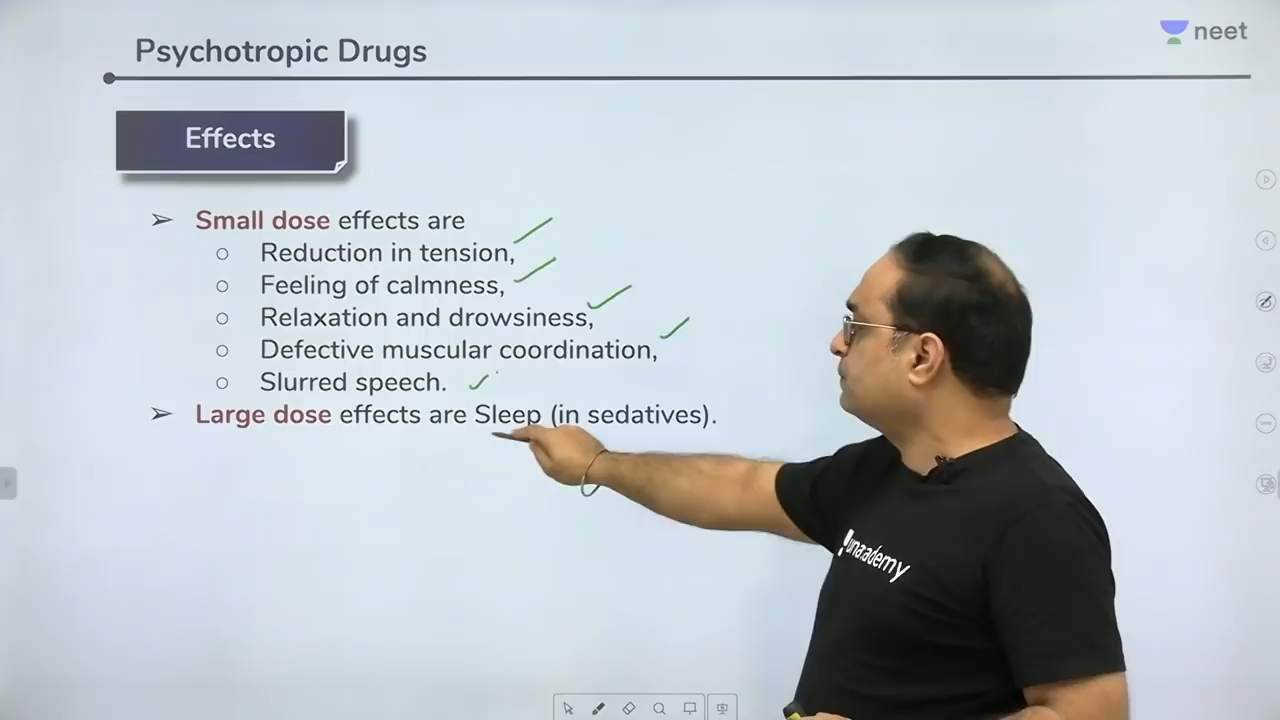 Psychotropic Drugs
neet
Effects
➢ Small dose effects are
○ Reduction in tension,
○ Feeling of calmness,
○ Relaxation and drowsiness,
○ Defective muscular coordination,
○ Slurred speech.
➢ Large dose effects are Sleep (in sedatives).
unacademy